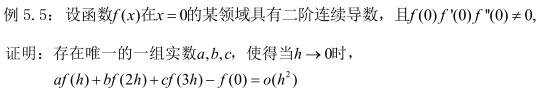 例 5.5：设函数f(x)在x=0的某领域具有二阶连续导数，且f(0)f'(0)f''(0)≠0,
证明：存在唯一的一组实数a,b,c，使得当h→0时，
af(h)+bf(2h)+cf(3h)−f(0)=o(h²)